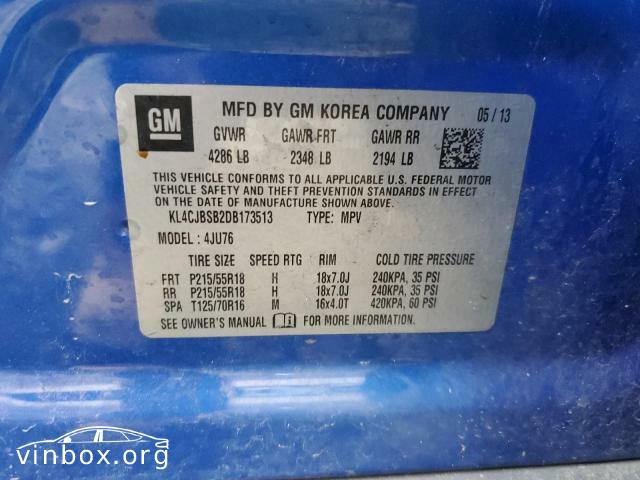 GM MFD BY GM KOREA COMPANY 05/13
GVWR GAWR FRT GAWR RR
4286 LB 2348 LB 2194 LB
THIS VEHICLE CONFORMS TO ALL APPLICABLE U.S. FEDERAL MOTOR
VEHICLE SAFETY AND THEFT PREVENTION STANDARDS IN EFFECT
ON THE DATE OF MANUFACTURE SHOWN ABOVE.
KL4CJBSB2DB173513 TYPE: MPV
MODEL: 4JU76
TIRE SIZE SPEED RTG RIM COLD TIRE PRESSURE
FRT P215/55R18 H 18x7.0J 240KPA, 35 PSI
RR P215/55R18 H 18x7.0J 240KPA, 35 PSI
SPA T125/70R16 M 16x4.0T 420KPA, 60 PSI
SEE OWNER'S MANUAL FOR MORE INFORMATION.
vinbox.org